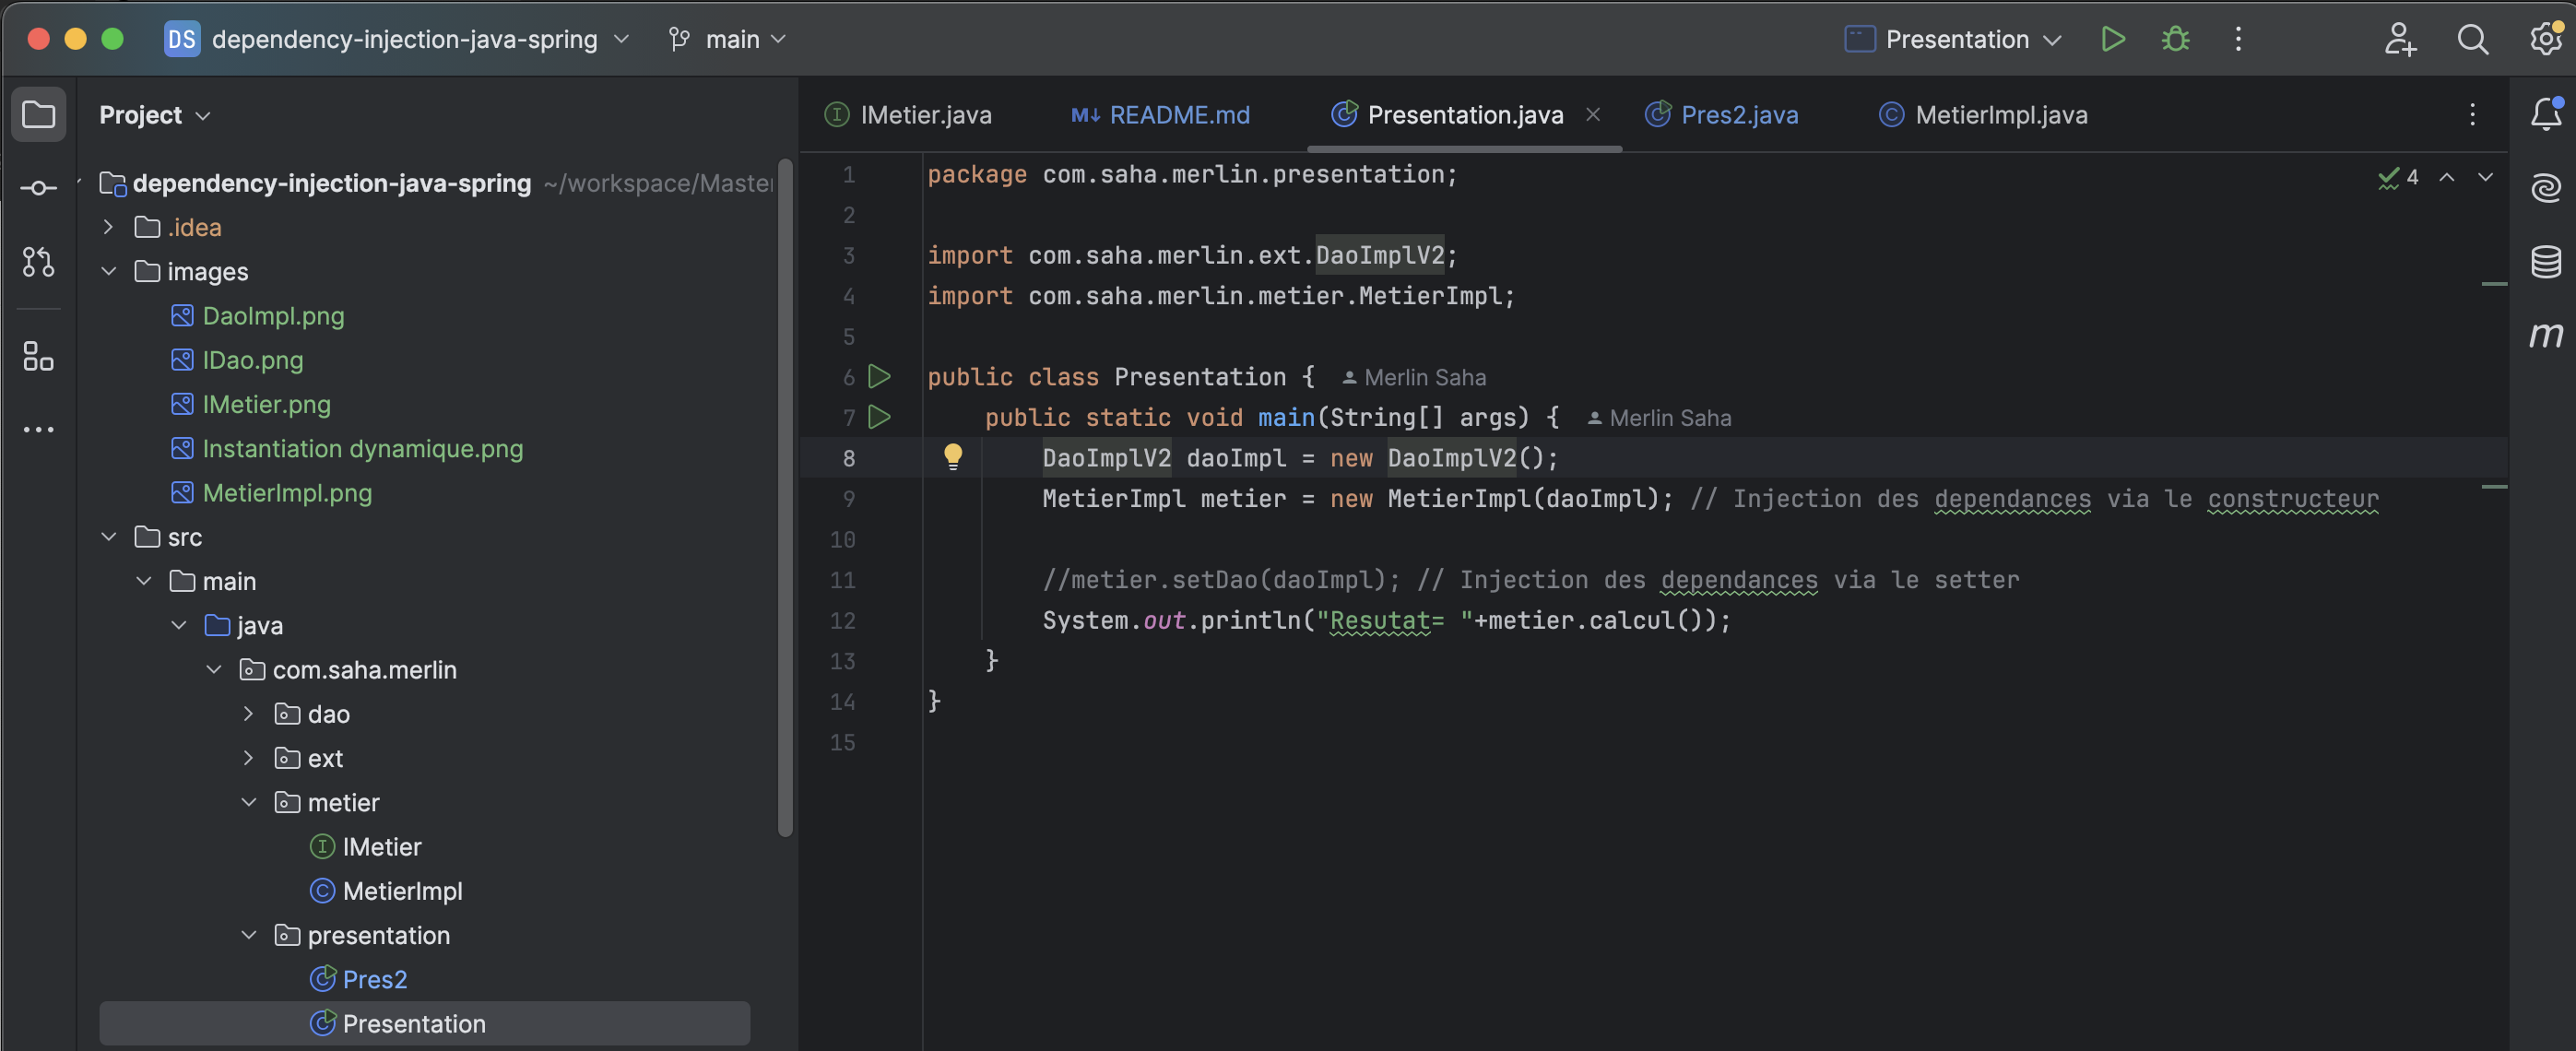 DS dependency-injection-java-spring main Presentation
Project
IMetier.java README.md Presentation.java Pres2.java MetierImpl.java
dependency-injection-java-spring ~/workspace/Master
.idea
images
DaoImpl.png
IDao.png
IMetier.png
Instantiation dynamique.png
MetierImpl.png
src
main
java
com.saha.merlin
dao
ext
metier
IMetier
MetierImpl
presentation
Pres2
Presentation
4
1 package com.saha.merlin.presentation;
2
3 import com.saha.merlin.ext.DaoImplV2;
4 import com.saha.merlin.metier.MetierImpl;
5
6 public class Presentation { Merlin Saha
7 public static void main(String[] args) { Merlin Saha
8 DaoImplV2 daoImpl = new DaoImplV2();
9 MetierImpl metier = new MetierImpl(daoImpl); // Injection des dependances via le constructeur
10
11 //metier.setDao(daoImpl); // Injection des dependances via le setter
12 System.out.println("Resutat= "+metier.calcul());
13 }
14 }
15
m